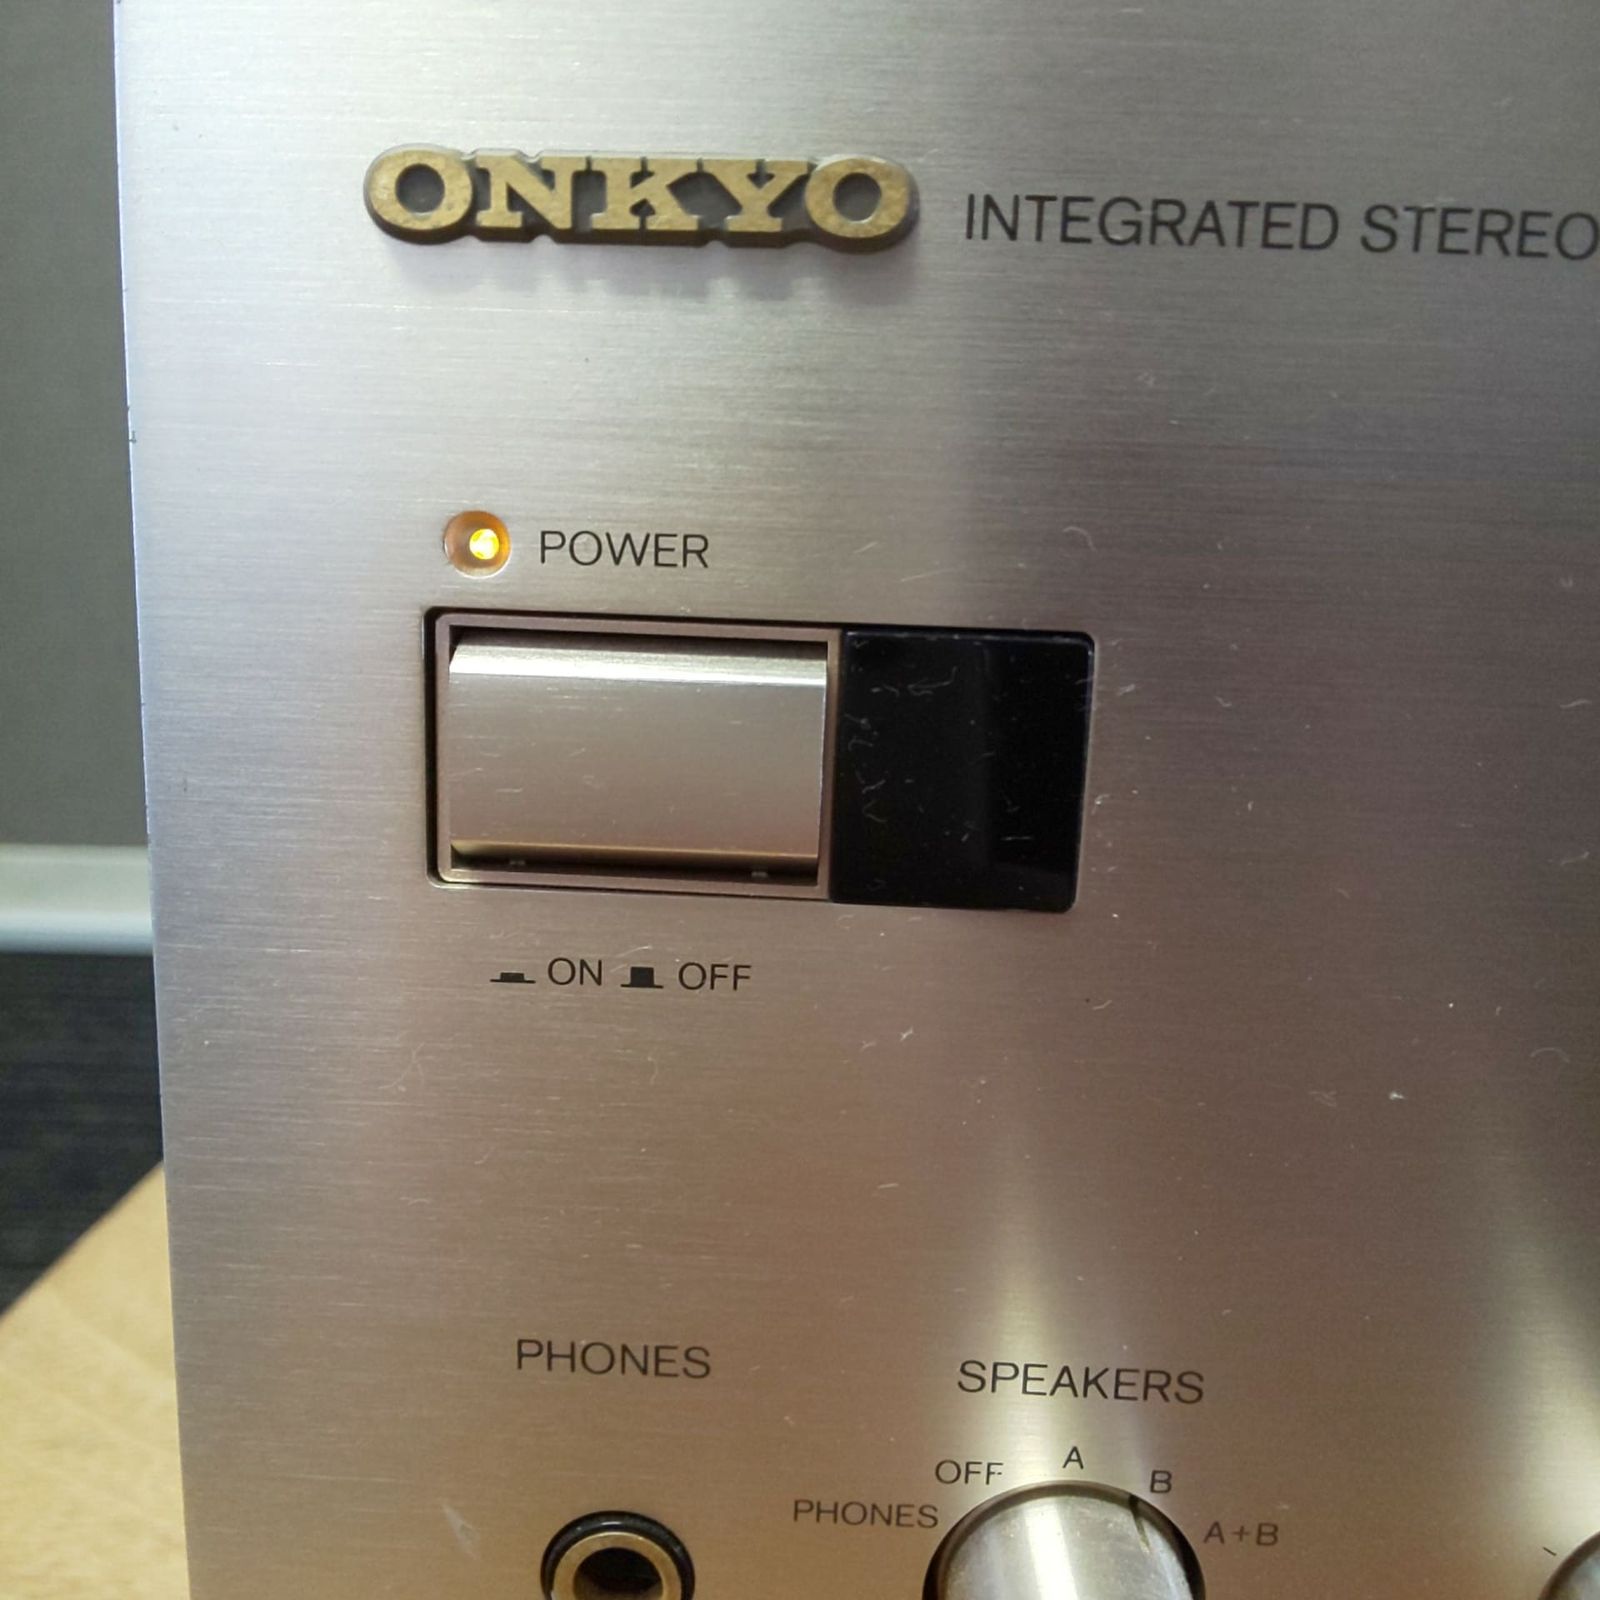 ONKYO INTEGRATED STEREO
POWER
ON OFF
PHONES
SPEAKERS
PHONES OFF A B A+B